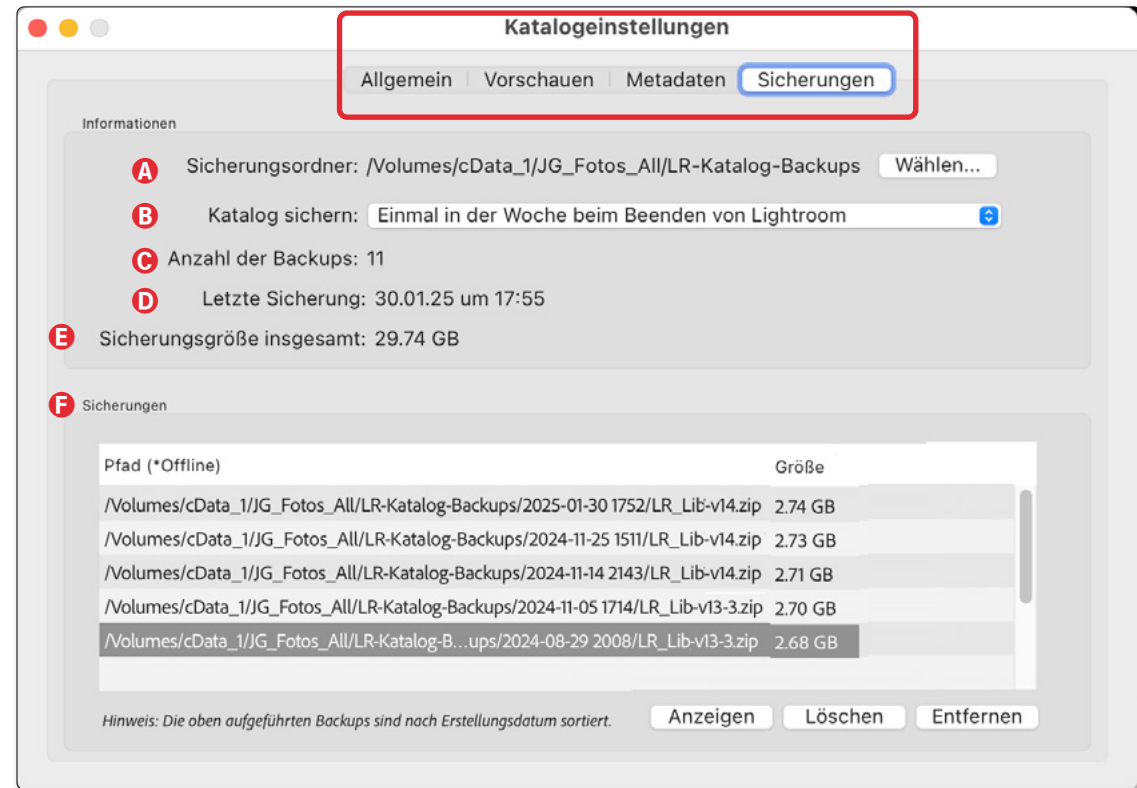 Katalogeinstellungen
Allgemein Vorschauen Metadaten Sicherungen
Informationen
A Sicherungsordner: /Volumes/cData_1/JG_Fotos_All/LR-Katalog-Backups Wählen...
B Katalog sichern: Einmal in der Woche beim Beenden von Lightroom
C Anzahl der Backups: 11
D Letzte Sicherung: 30.01.25 um 17:55
E Sicherungsgröße insgesamt: 29.74 GB
F Sicherungen
Pfad (*Offline) Größe
/Volumes/cData_1/JG_Fotos_All/LR-Katalog-Backups/2025-01-30 1752/LR_Lib-v14.zip 2.74 GB
/Volumes/cData_1/JG_Fotos_All/LR-Katalog-Backups/2024-11-25 1511/LR_Lib-v14.zip 2.73 GB
/Volumes/cData_1/JG_Fotos_All/LR-Katalog-Backups/2024-11-14 2143/LR_Lib-v14.zip 2.71 GB
/Volumes/cData_1/JG_Fotos_All/LR-Katalog-Backups/2024-11-05 1714/LR_Lib-v13-3.zip 2.70 GB
/Volumes/cData_1/JG_Fotos_All/LR-Katalog-B...ups/2024-08-29 2008/LR_Lib-v13-3.zip 2.68 GB
Hinweis: Die oben aufgeführten Backups sind nach Erstellungsdatum sortiert. Anzeigen Löschen Entfernen